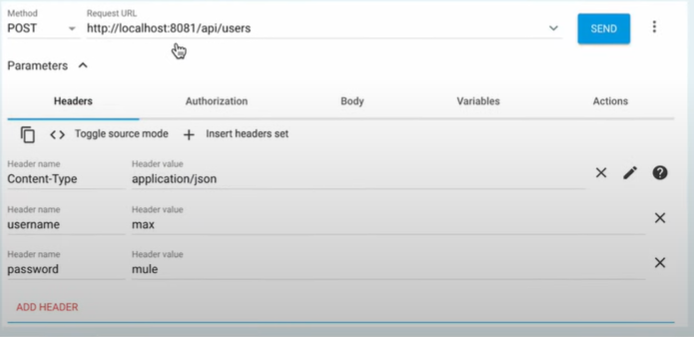 Method Request URL
POST http://localhost:8081/api/users SEND
Parameters
Headers Authorization Body Variables Actions
<> Toggle source mode + Insert headers set
Header name Header value
Content-Type application/json
Header name Header value
username max
Header name Header value
password mule
ADD HEADER